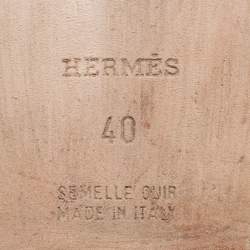 HERMÈS
40
SEMELLE CUIR
MADE IN ITALY